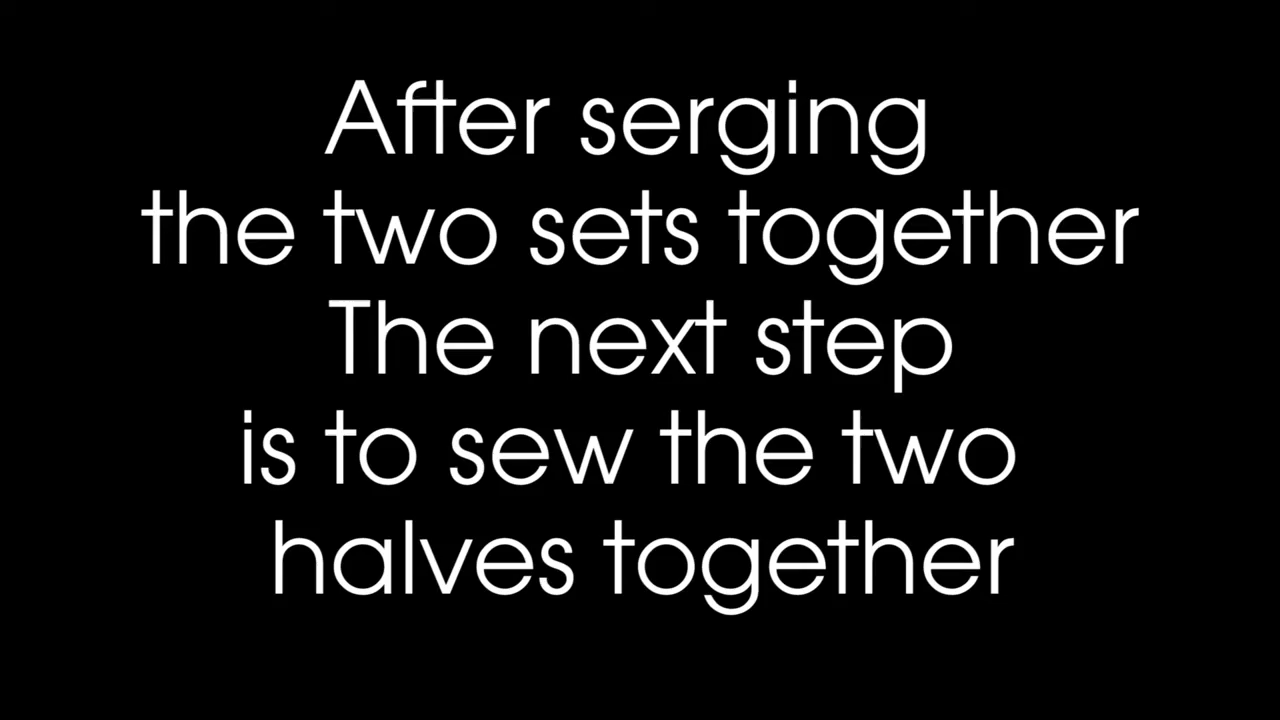 After serging
the two sets together
The next step
is to sew the two
halves together